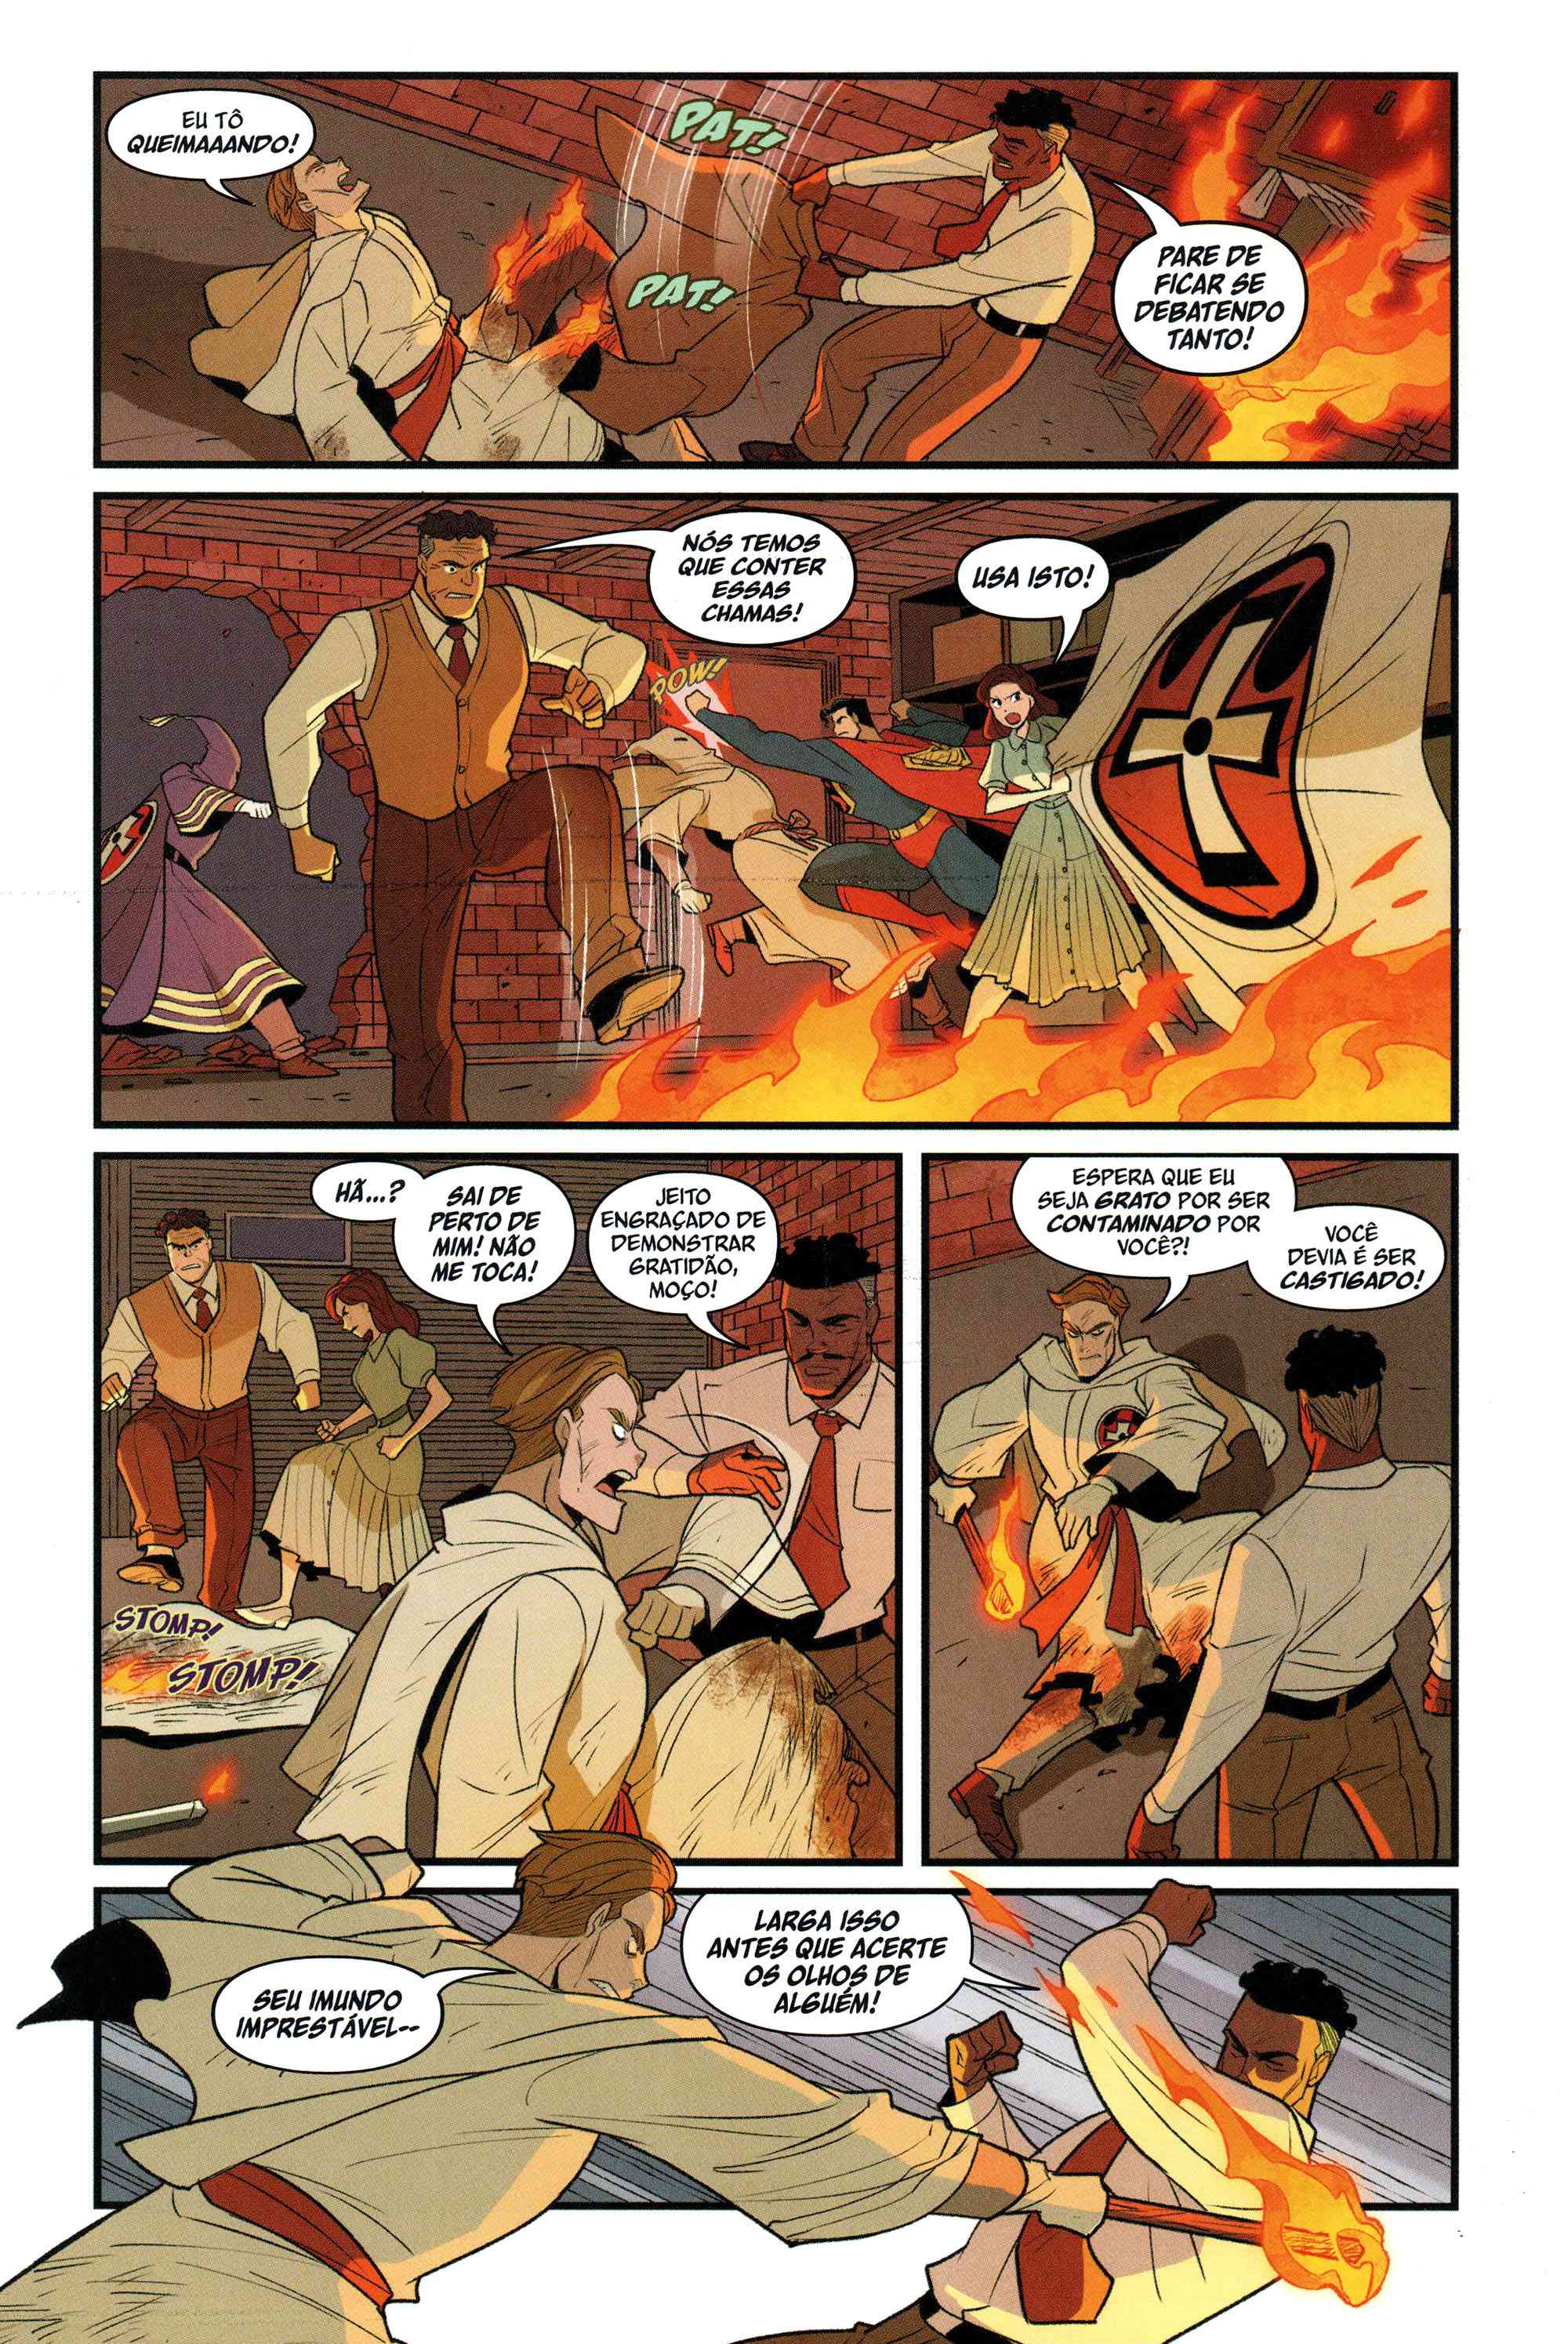 EU TÔ
QUEIMAAANDO!
PAT!
PAT!
PARE DE
FICAR SE
DEBATENDO
TANTO!
NÓS TEMOS
QUE CONTER
ESSAS
CHAMAS!
USA ISTO!
POW!
HÃ...?
SAI DE
PERTO DE
MIM! NÃO
ME TOCA!
JEITO
ENGRAÇADO DE
DEMONSTRAR
GRATIDÃO,
MOÇO!
STOMP!
STOMP!
ESPERA QUE EU
SEJA GRATO POR SER
CONTAMINADO POR
VOCÊ?!
VOCÊ
DEVIA É SER
CASTIGADO!
SEU IMUNDO
IMPRESTÁVEL--
LARGA ISSO
ANTES QUE ACERTE
OS OLHOS DE
ALGUÉM!